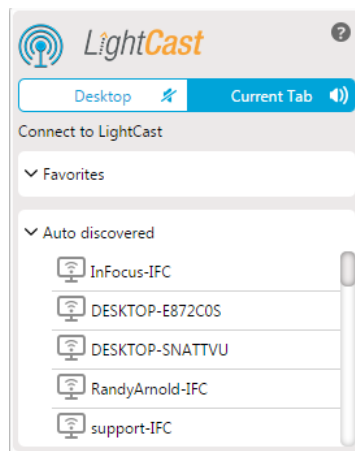 LightCast
?
Desktop Current Tab
Connect to LightCast
Favorites
Auto discovered
InFocus-IFC
DESKTOP-E872C0S
DESKTOP-SNATTVU
RandyArnold-IFC
support-IFC